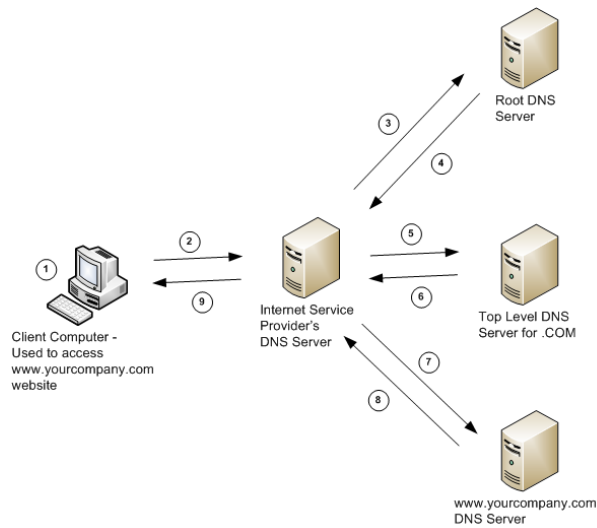 Root DNS
Server
3
4
1
2
9
5
6
Client Computer -
Used to access
www.yourcompany.com
website
Internet Service
Provider's
DNS Server
Top Level DNS
Server for .COM
7
8
www.yourcompany.com
DNS Server